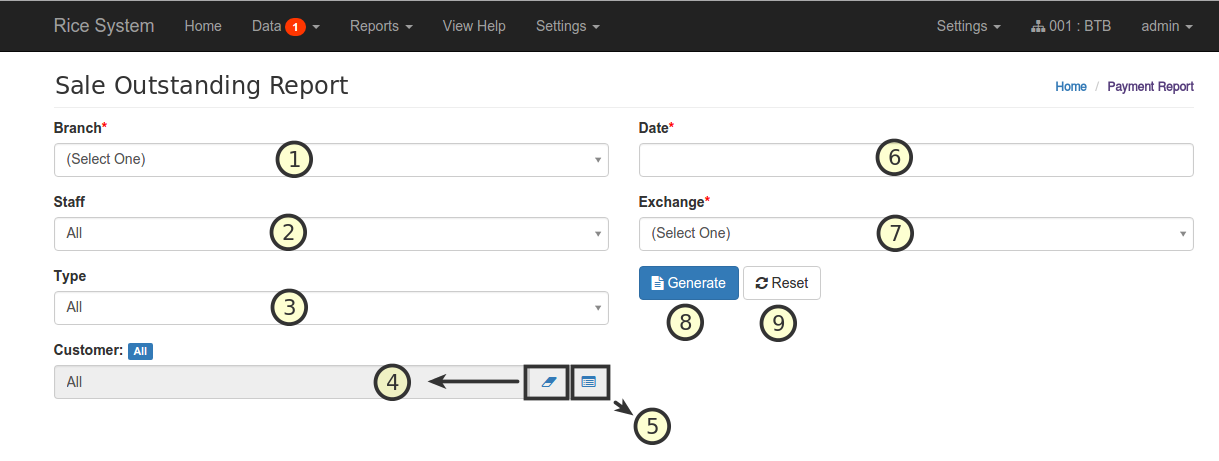 Rice System Home Data 1 Reports View Help Settings Settings 001 : BTB admin
Sale Outstanding Report
Home / Payment Report
Branch*
(Select One) 1
Staff
All 2
Type
All 3
Customer: All
All 4
5
Date*
6
Exchange*
(Select One) 7
Generate Reset
8 9